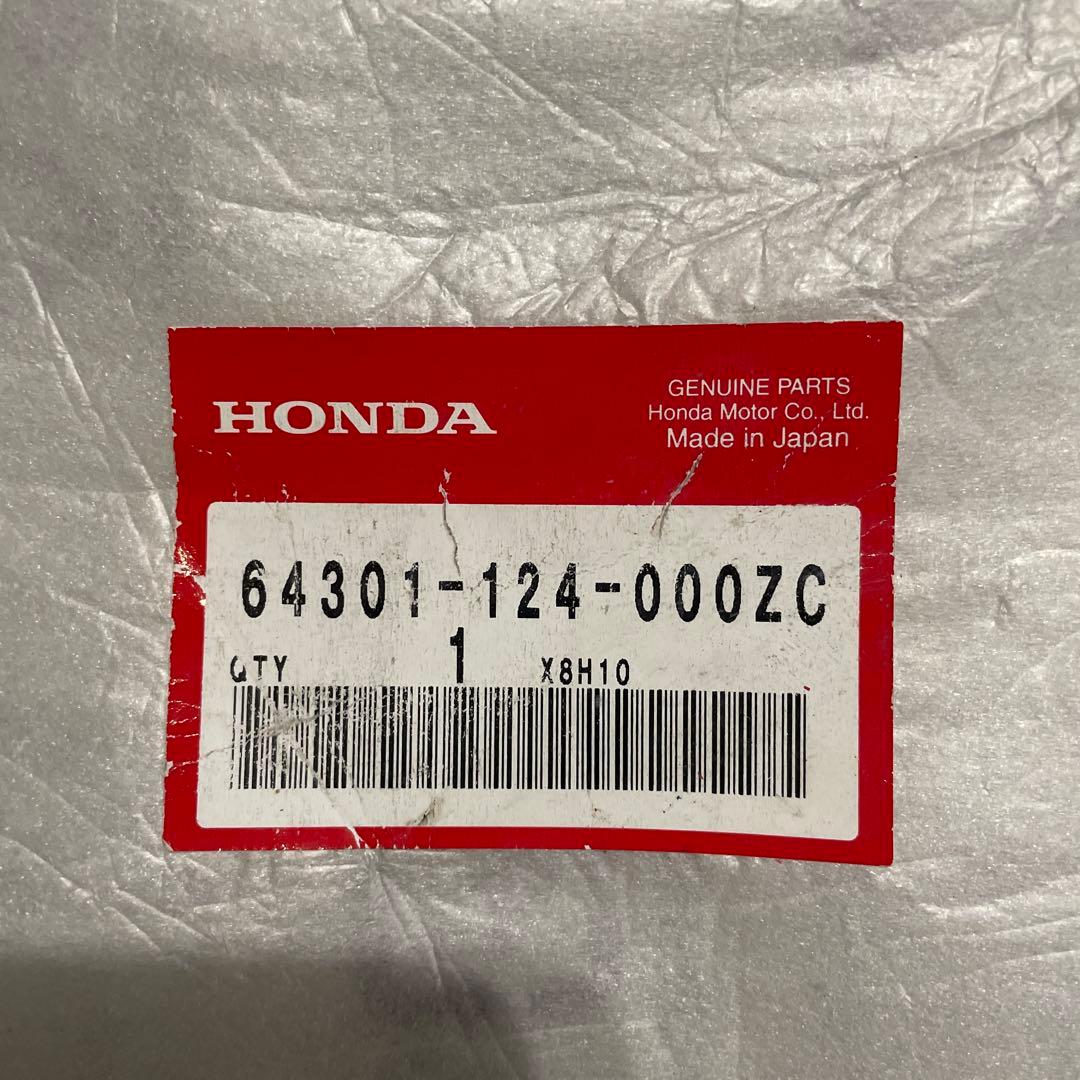 HONDA
GENUINE PARTS
Honda Motor Co., Ltd.
Made in Japan
64301-124-000ZC
QTY 1 X8H10